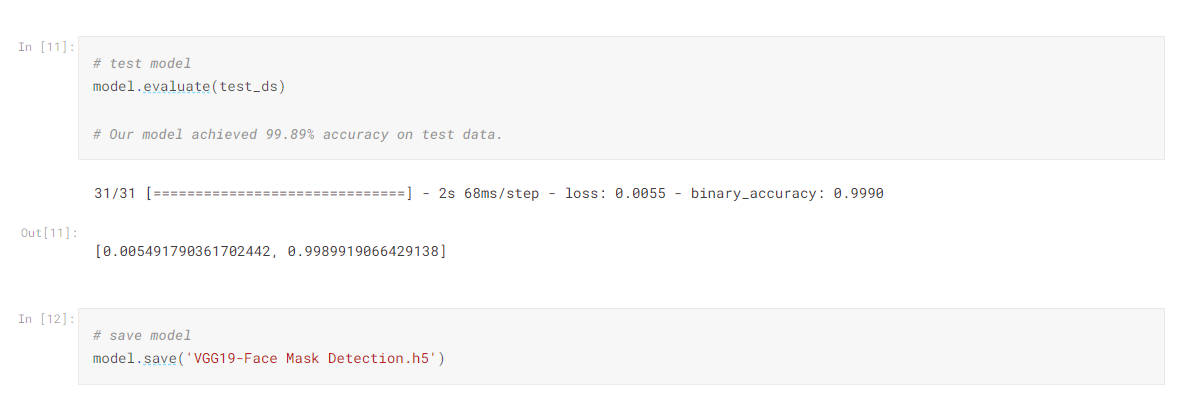 In [11]:
# test model
model.evaluate(test_ds)
# Our model achieved 99.89% accuracy on test data.
31/31 [==============================] - 2s 68ms/step - loss: 0.0055 - binary_accuracy: 0.9990
Out[11]:
[0.005491790361702442, 0.9989919066429138]
In [12]:
# save model
model.save('VGG19-Face Mask Detection.h5')